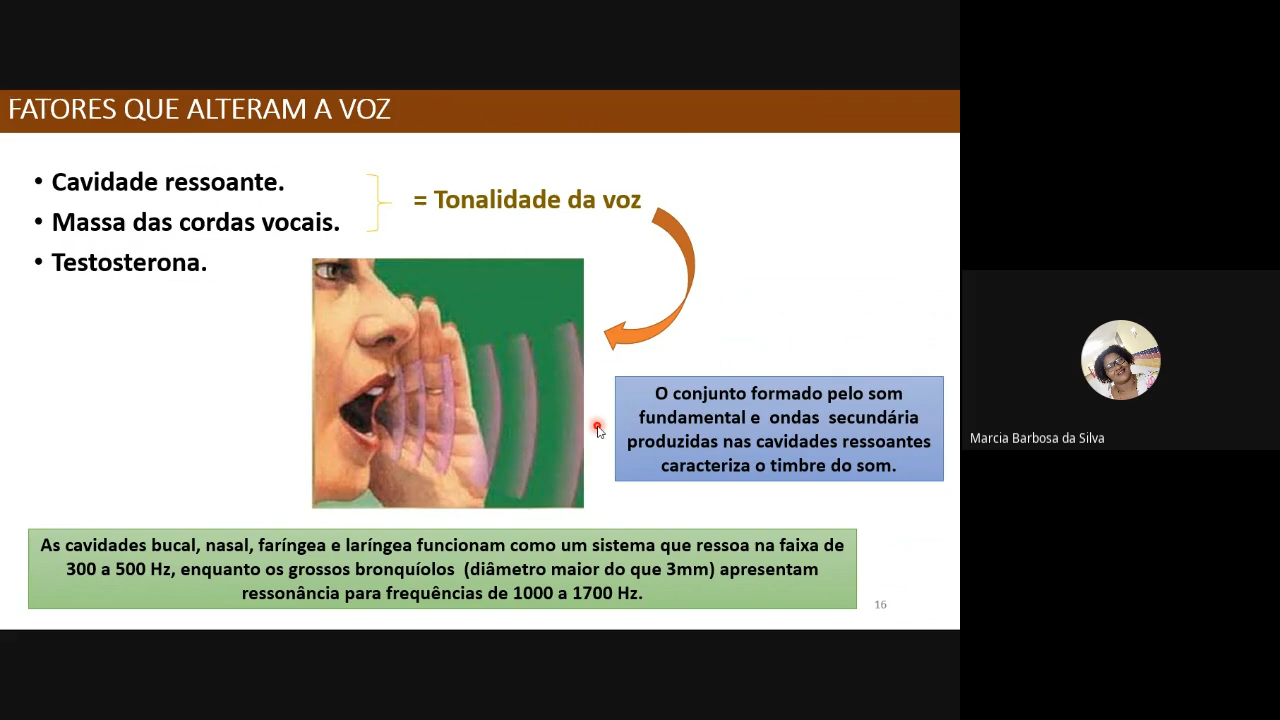 FATORES QUE ALTERAM A VOZ
• Cavidade ressoante.
• Massa das cordas vocais.
• Testosterona.
= Tonalidade da voz
O conjunto formado pelo som
fundamental e ondas secundária
produzidas nas cavidades ressoantes
caracteriza o timbre do som.
As cavidades bucal, nasal, faríngea e laríngea funcionam como um sistema que ressoa na faixa de
300 a 500 Hz, enquanto os grossos bronquíolos (diâmetro maior do que 3mm) apresentam
ressonância para frequências de 1000 a 1700 Hz.
16
Marcia Barbosa da Silva